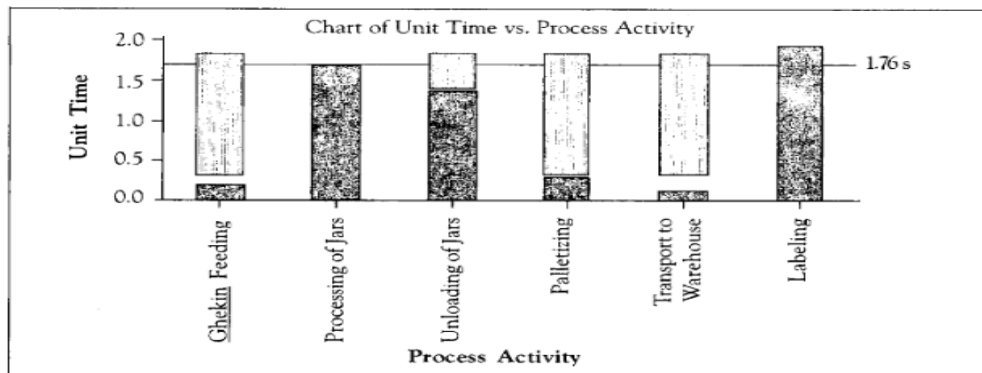 Chart of Unit Time vs. Process Activity
2.0
1.5
1.0
0.5
0.0
Unit Time
1.76 s
Ghekin Feeding
Processing of Jars
Unloading of Jars
Palletizing
Transport to
Warehouse
Labeling
Process Activity